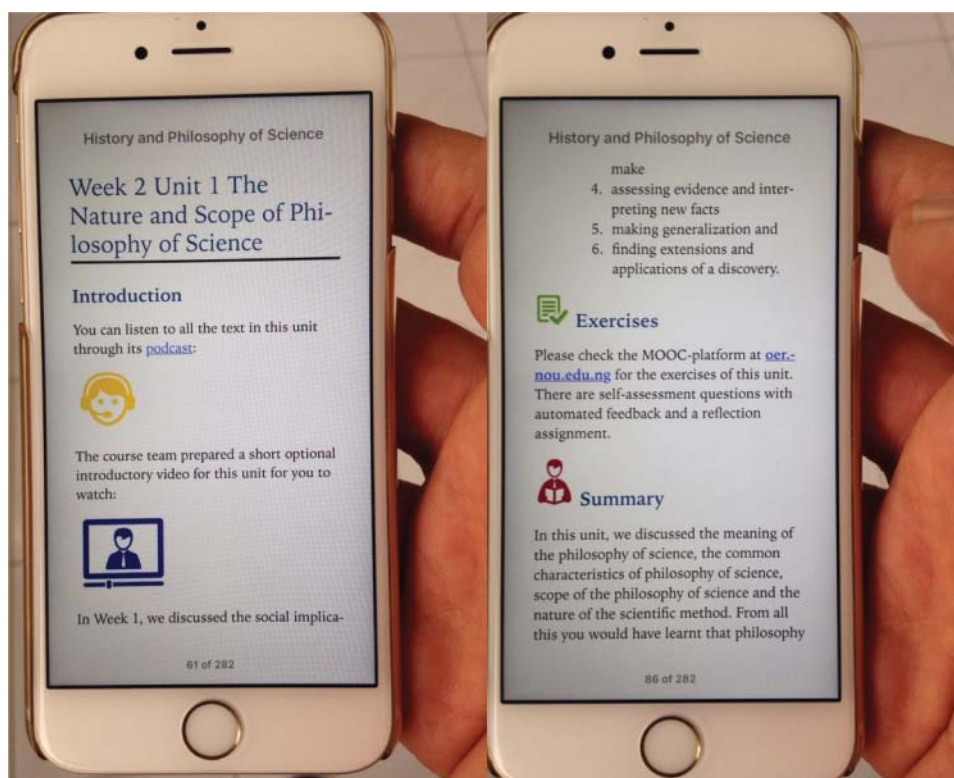 History and Philosophy of Science
Week 2 Unit 1 The
Nature and Scope of Phi-
losophy of Science
Introduction
You can listen to all the text in this unit
through its podcast:
The course team prepared a short optional
introductory video for this unit for you to
watch:
In Week 1, we discussed the social implica-
61 of 282
History and Philosophy of Science
make
4. assessing evidence and inter-
preting new facts
5. making generalization and
6. finding extensions and
applications of a discovery.
Exercises
Please check the MOOC-platform at oer.-
nou.edu.ng for the exercises of this unit.
There are self-assessment questions with
automated feedback and a reflection
assignment.
Summary
In this unit, we discussed the meaning of
the philosophy of science, the common
characteristics of philosophy of science,
scope of the philosophy of science and the
nature of the scientific method. From all
this you would have learnt that philosophy
86 of 282